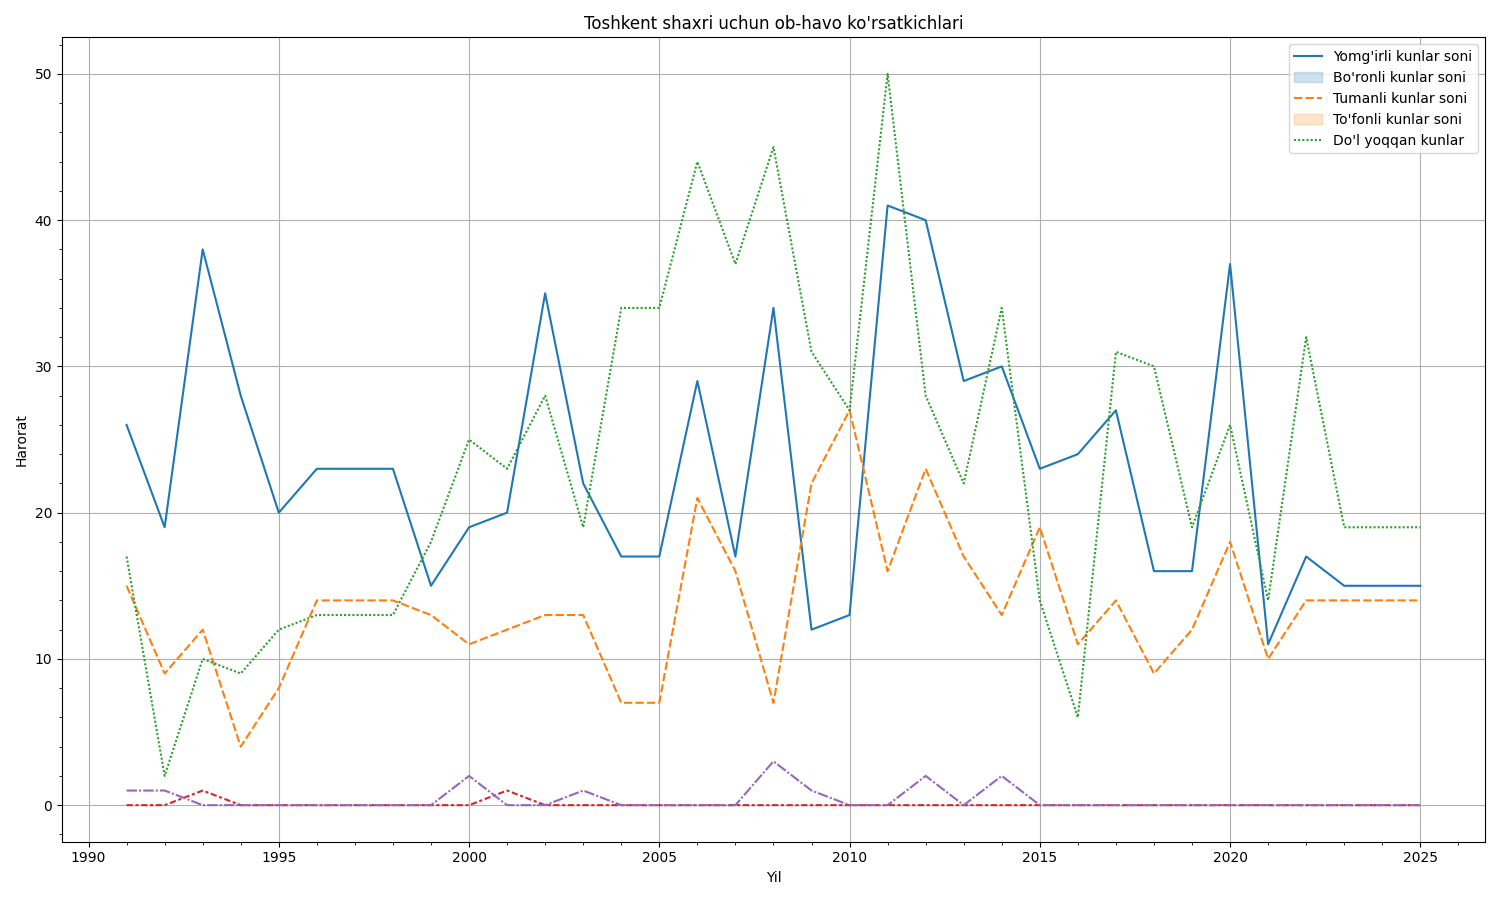 Toshkent shaxri uchun ob-havo ko'rsatkichlari
Yomg'irli kunlar soni
Bo'ronli kunlar soni
Tumanli kunlar soni
To'fonli kunlar soni
Do'l yoqqan kunlar
50
40
30
20
10
0
Harorat
1990 1995 2000 2005 2010 2015 2020 2025
Yil